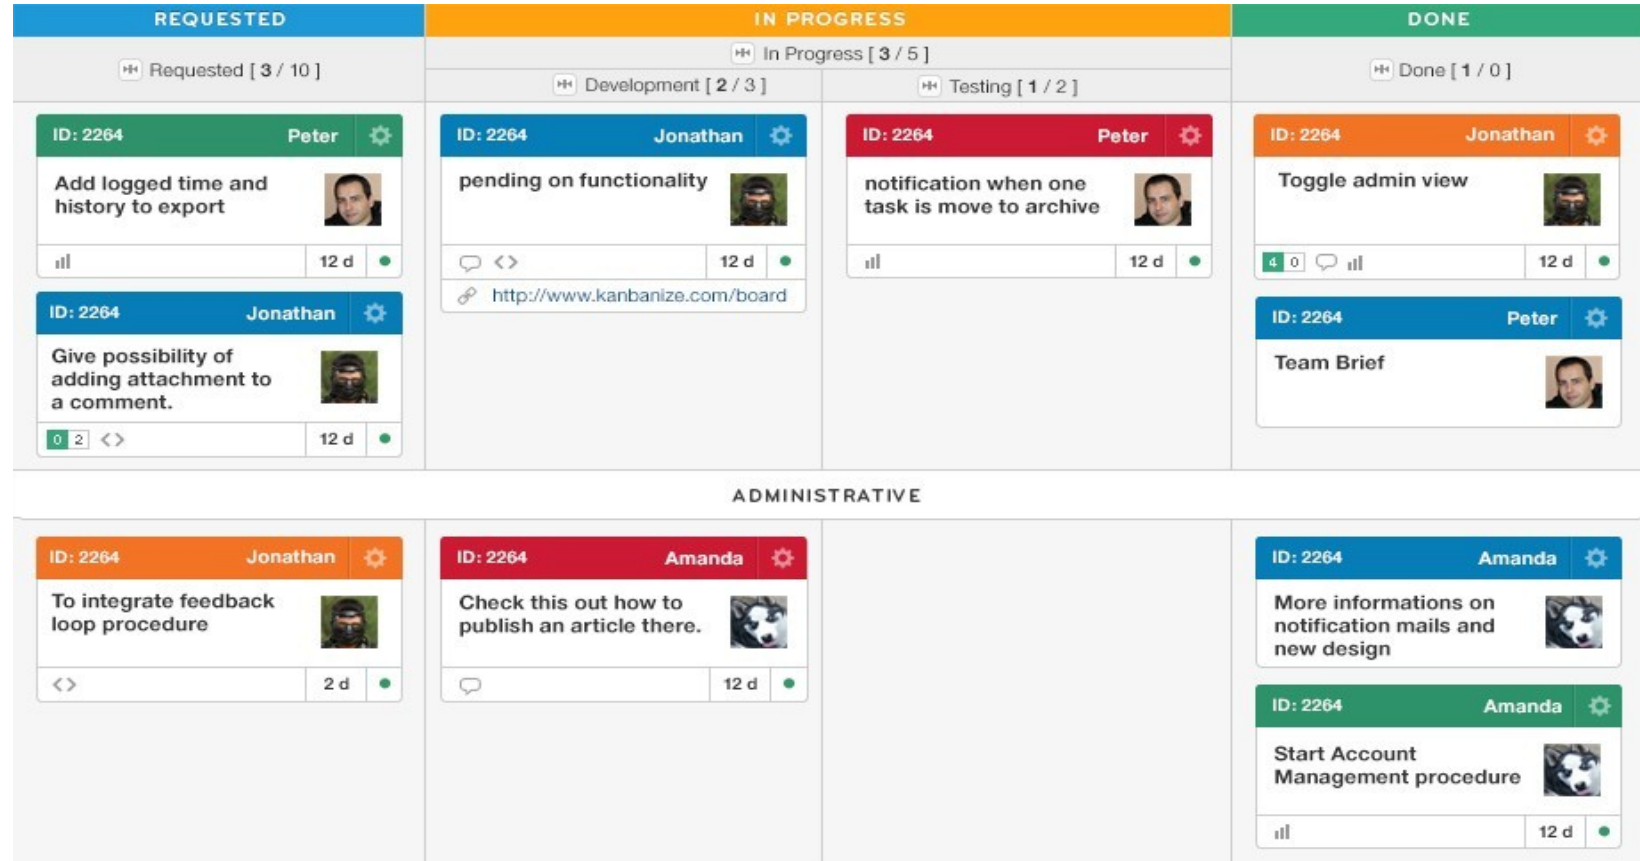 REQUESTED
IN PROGRESS
DONE
Requested [ 3 / 10 ]
In Progress [ 3 / 5 ]
Development [ 2 / 3 ]
Testing [ 1 / 2 ]
Done [ 1 / 0 ]
ID: 2264 Peter
Add logged time and
history to export
12 d
ID: 2264 Jonathan
Give possibility of
adding attachment to
a comment.
0 2
12 d
ID: 2264 Jonathan
pending on functionality
12 d
http://www.kanbanize.com/board
ID: 2264 Peter
notification when one
task is move to archive
12 d
ID: 2264 Jonathan
Toggle admin view
4 0
12 d
ID: 2264 Peter
Team Brief
ADMINISTRATIVE
ID: 2264 Jonathan
To integrate feedback
loop procedure
2 d
ID: 2264 Amanda
Check this out how to
publish an article there.
12 d
ID: 2264 Amanda
More informations on
notification mails and
new design
ID: 2264 Amanda
Start Account
Management procedure
12 d